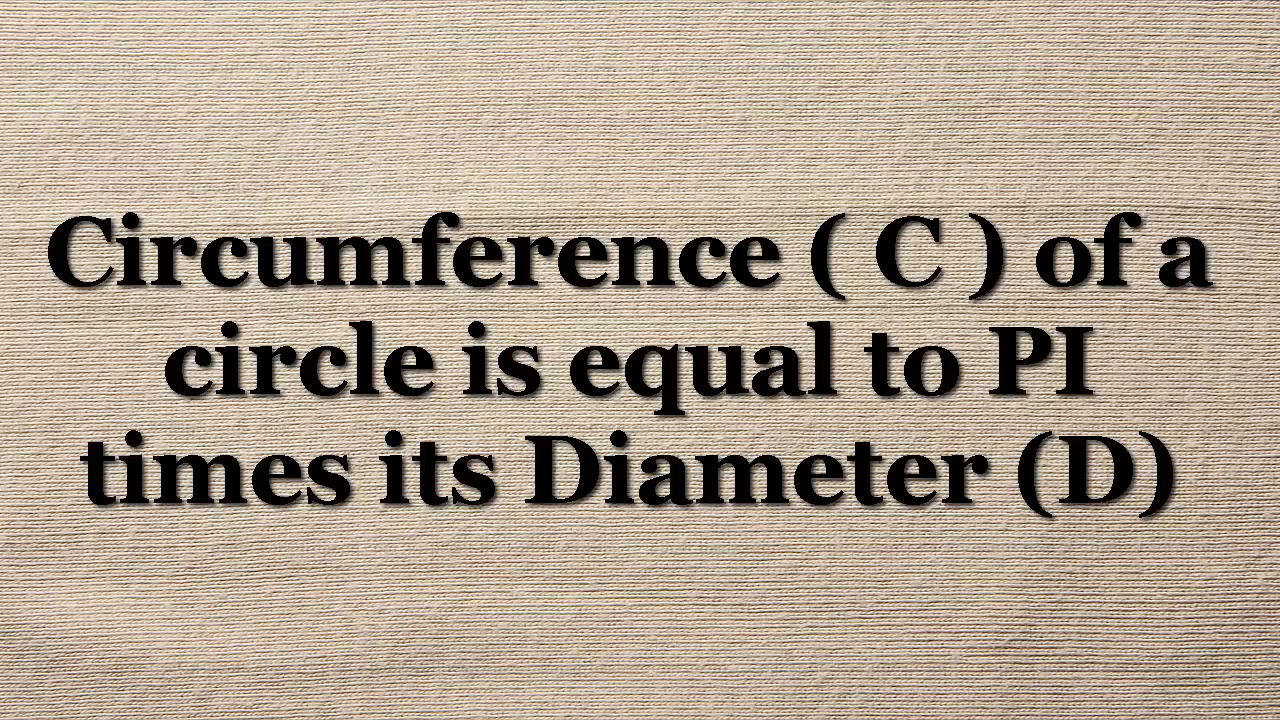 Circumference ( C ) of a
circle is equal to PI
times its Diameter (D)